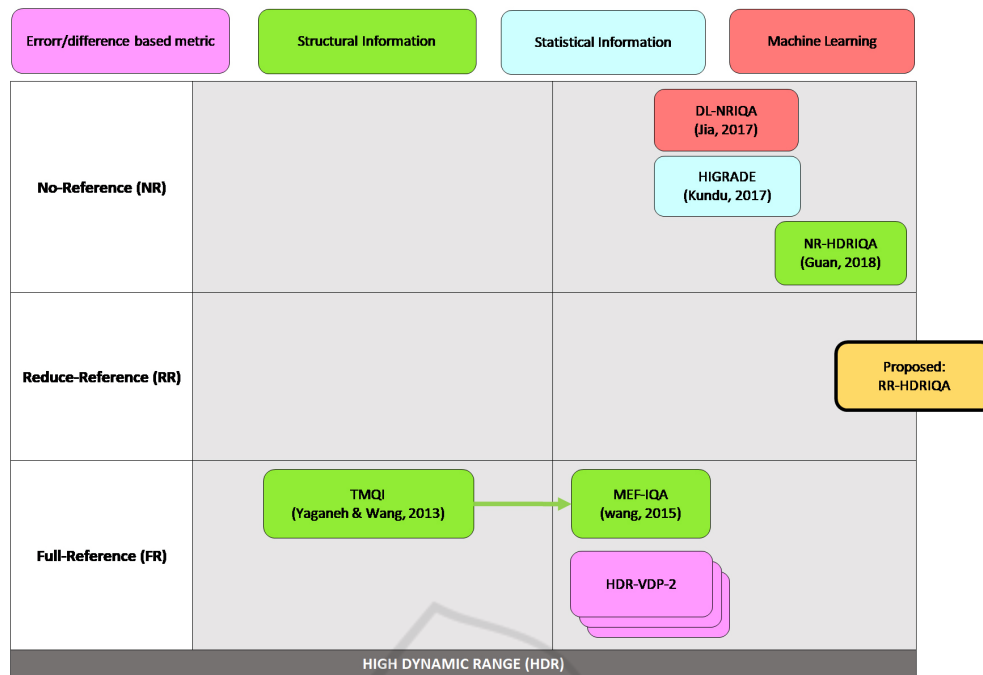 Errorr/difference based metric
Structural Information
Statistical Information
Machine Learning
No-Reference (NR)
DL-NRIQA
(Jia, 2017)
HIGRADE
(Kundu, 2017)
NR-HDRIQA
(Guan, 2018)
Reduce-Reference (RR)
Proposed:
RR-HDRIQA
Full-Reference (FR)
TMQI
(Yaganeh & Wang, 2013)
MEF-IQA
(wang, 2015)
HDR-VDP-2
HIGH DYNAMIC RANGE (HDR)